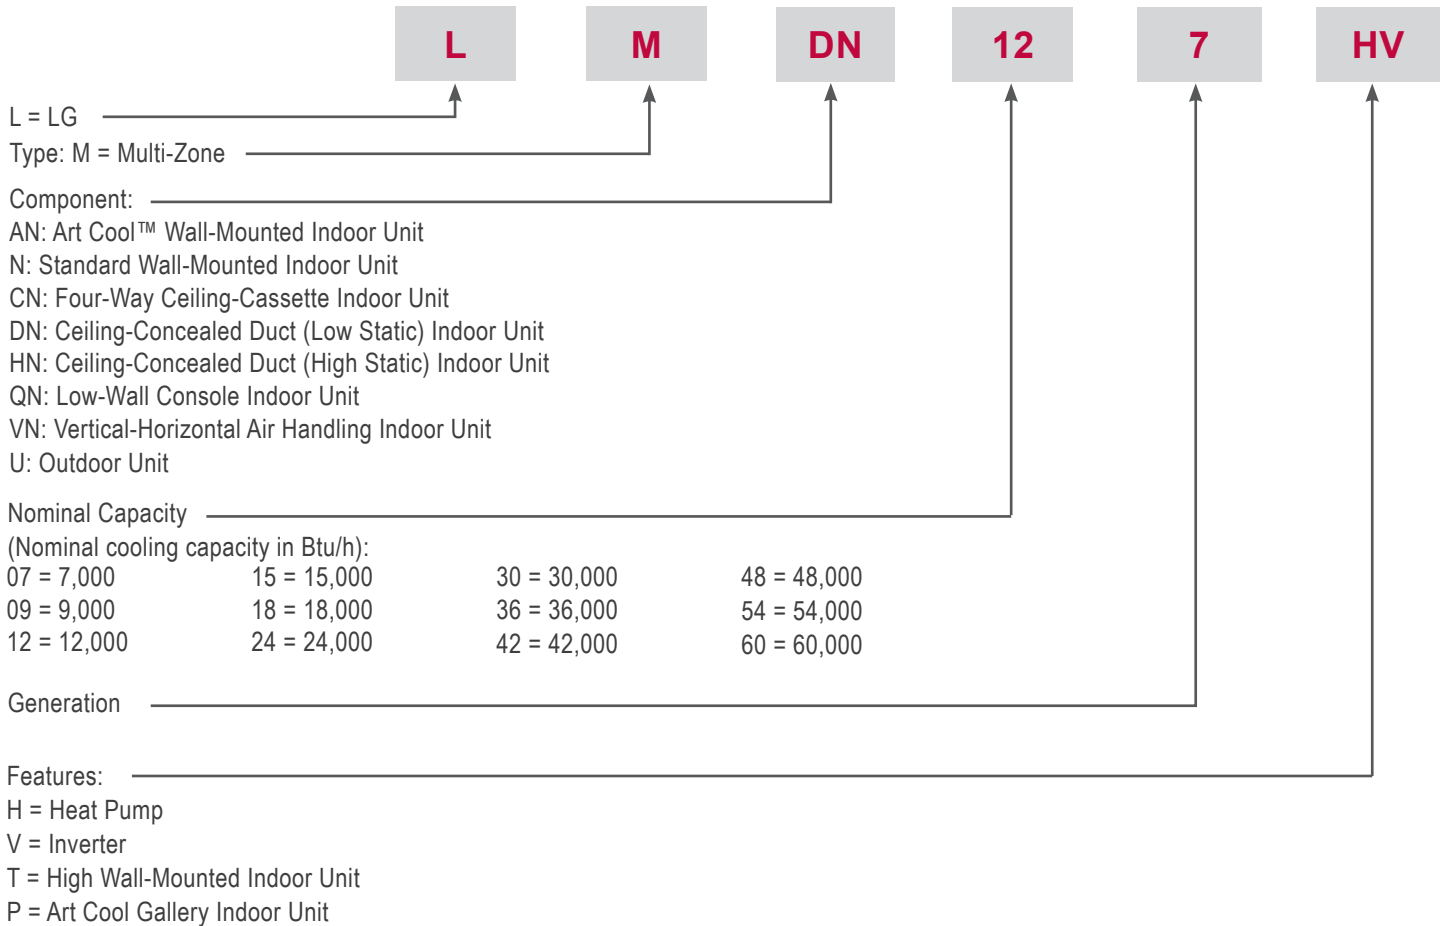 L M DN 12 7 HV
L = LG
Type: M = Multi-Zone
Component:
AN: Art Cool™ Wall-Mounted Indoor Unit
N: Standard Wall-Mounted Indoor Unit
CN: Four-Way Ceiling-Cassette Indoor Unit
DN: Ceiling-Concealed Duct (Low Static) Indoor Unit
HN: Ceiling-Concealed Duct (High Static) Indoor Unit
QN: Low-Wall Console Indoor Unit
VN: Vertical-Horizontal Air Handling Indoor Unit
U: Outdoor Unit
Nominal Capacity
(Nominal cooling capacity in Btu/h):
07 = 7,000 15 = 15,000 30 = 30,000 48 = 48,000
09 = 9,000 18 = 18,000 36 = 36,000 54 = 54,000
12 = 12,000 24 = 24,000 42 = 42,000 60 = 60,000
Generation
Features:
H = Heat Pump
V = Inverter
T = High Wall-Mounted Indoor Unit
P = Art Cool Gallery Indoor Unit